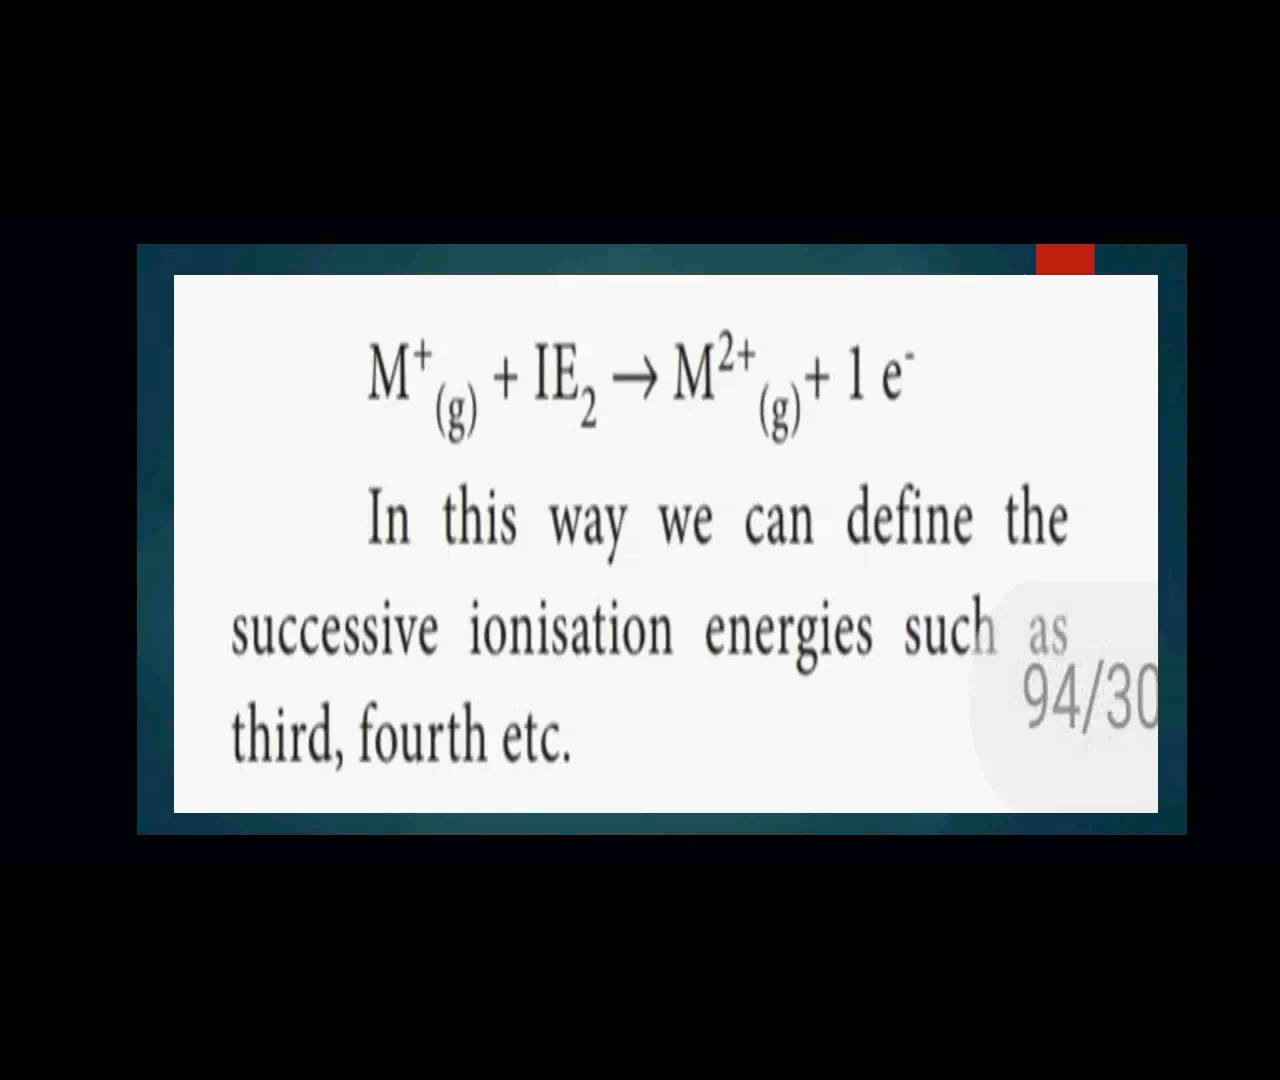 M⁺(g) + IE₂ → M²⁺(g) + 1 e⁻
In this way we can define the
successive ionisation energies such as
94/30
third, fourth etc.